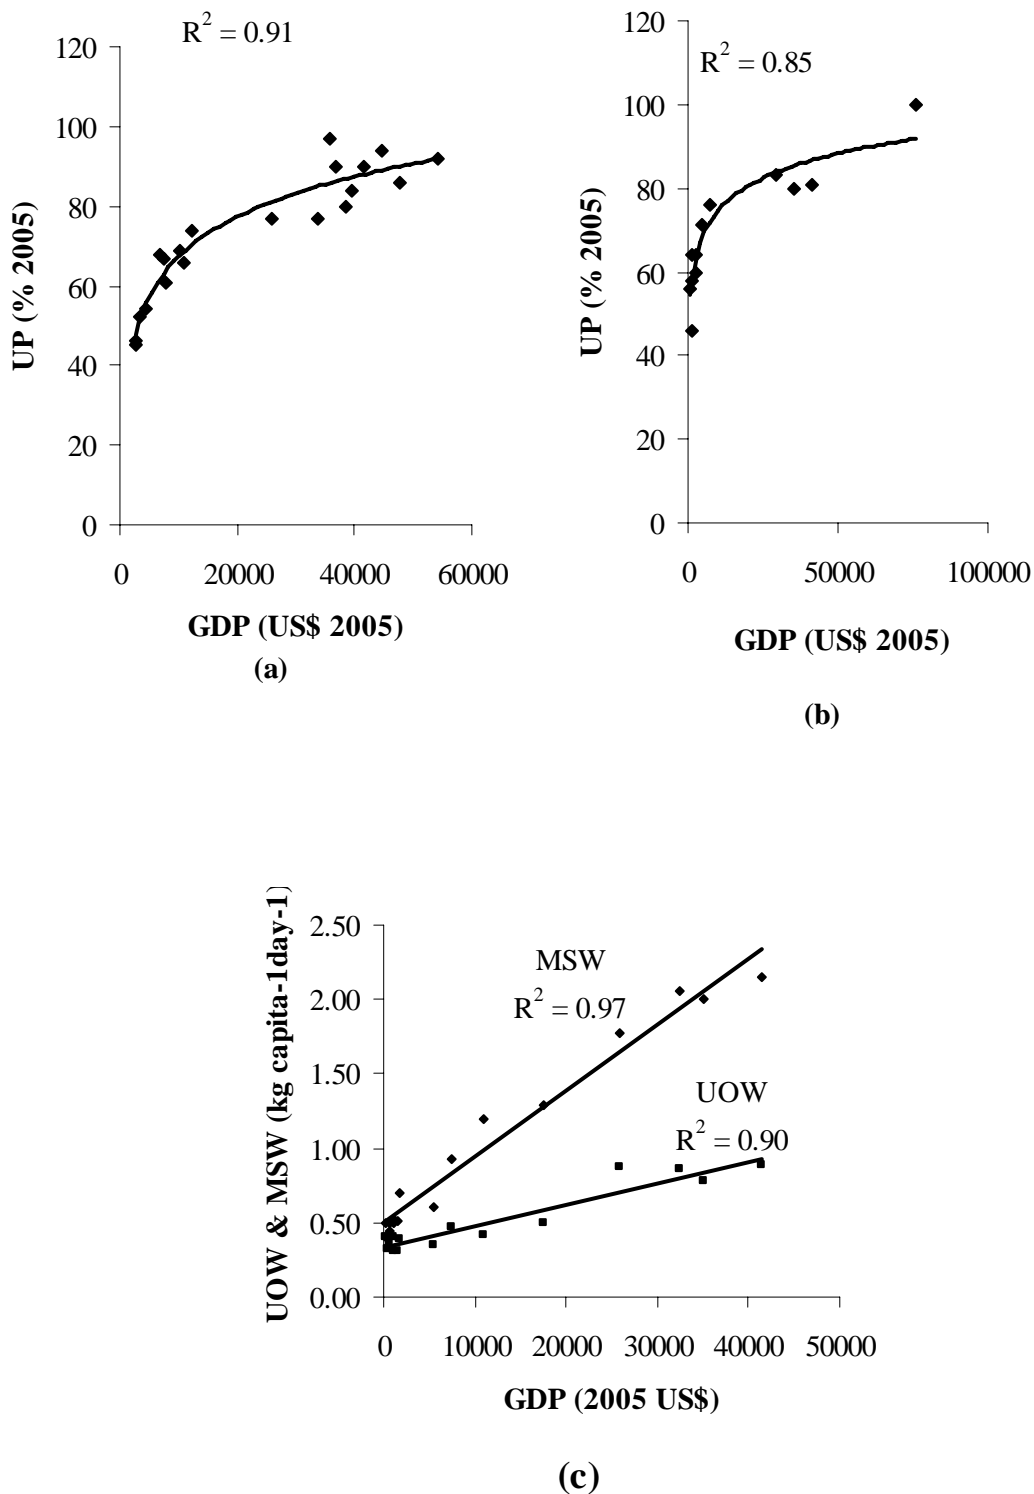 R² = 0.91
120
100
80
60
40
20
0
UP (% 2005)
0 20000 40000 60000
GDP (US$ 2005)
(a)
R² = 0.85
120
100
80
60
40
20
0
UP (% 2005)
0 50000 100000
GDP (US$ 2005)
(b)
UOW & MSW (kg capita-1day-1)
2.50
2.00
1.50
1.00
0.50
0.00
MSW
R² = 0.97
UOW
R² = 0.90
0 10000 20000 30000 40000 50000
GDP (2005 US$)
(c)